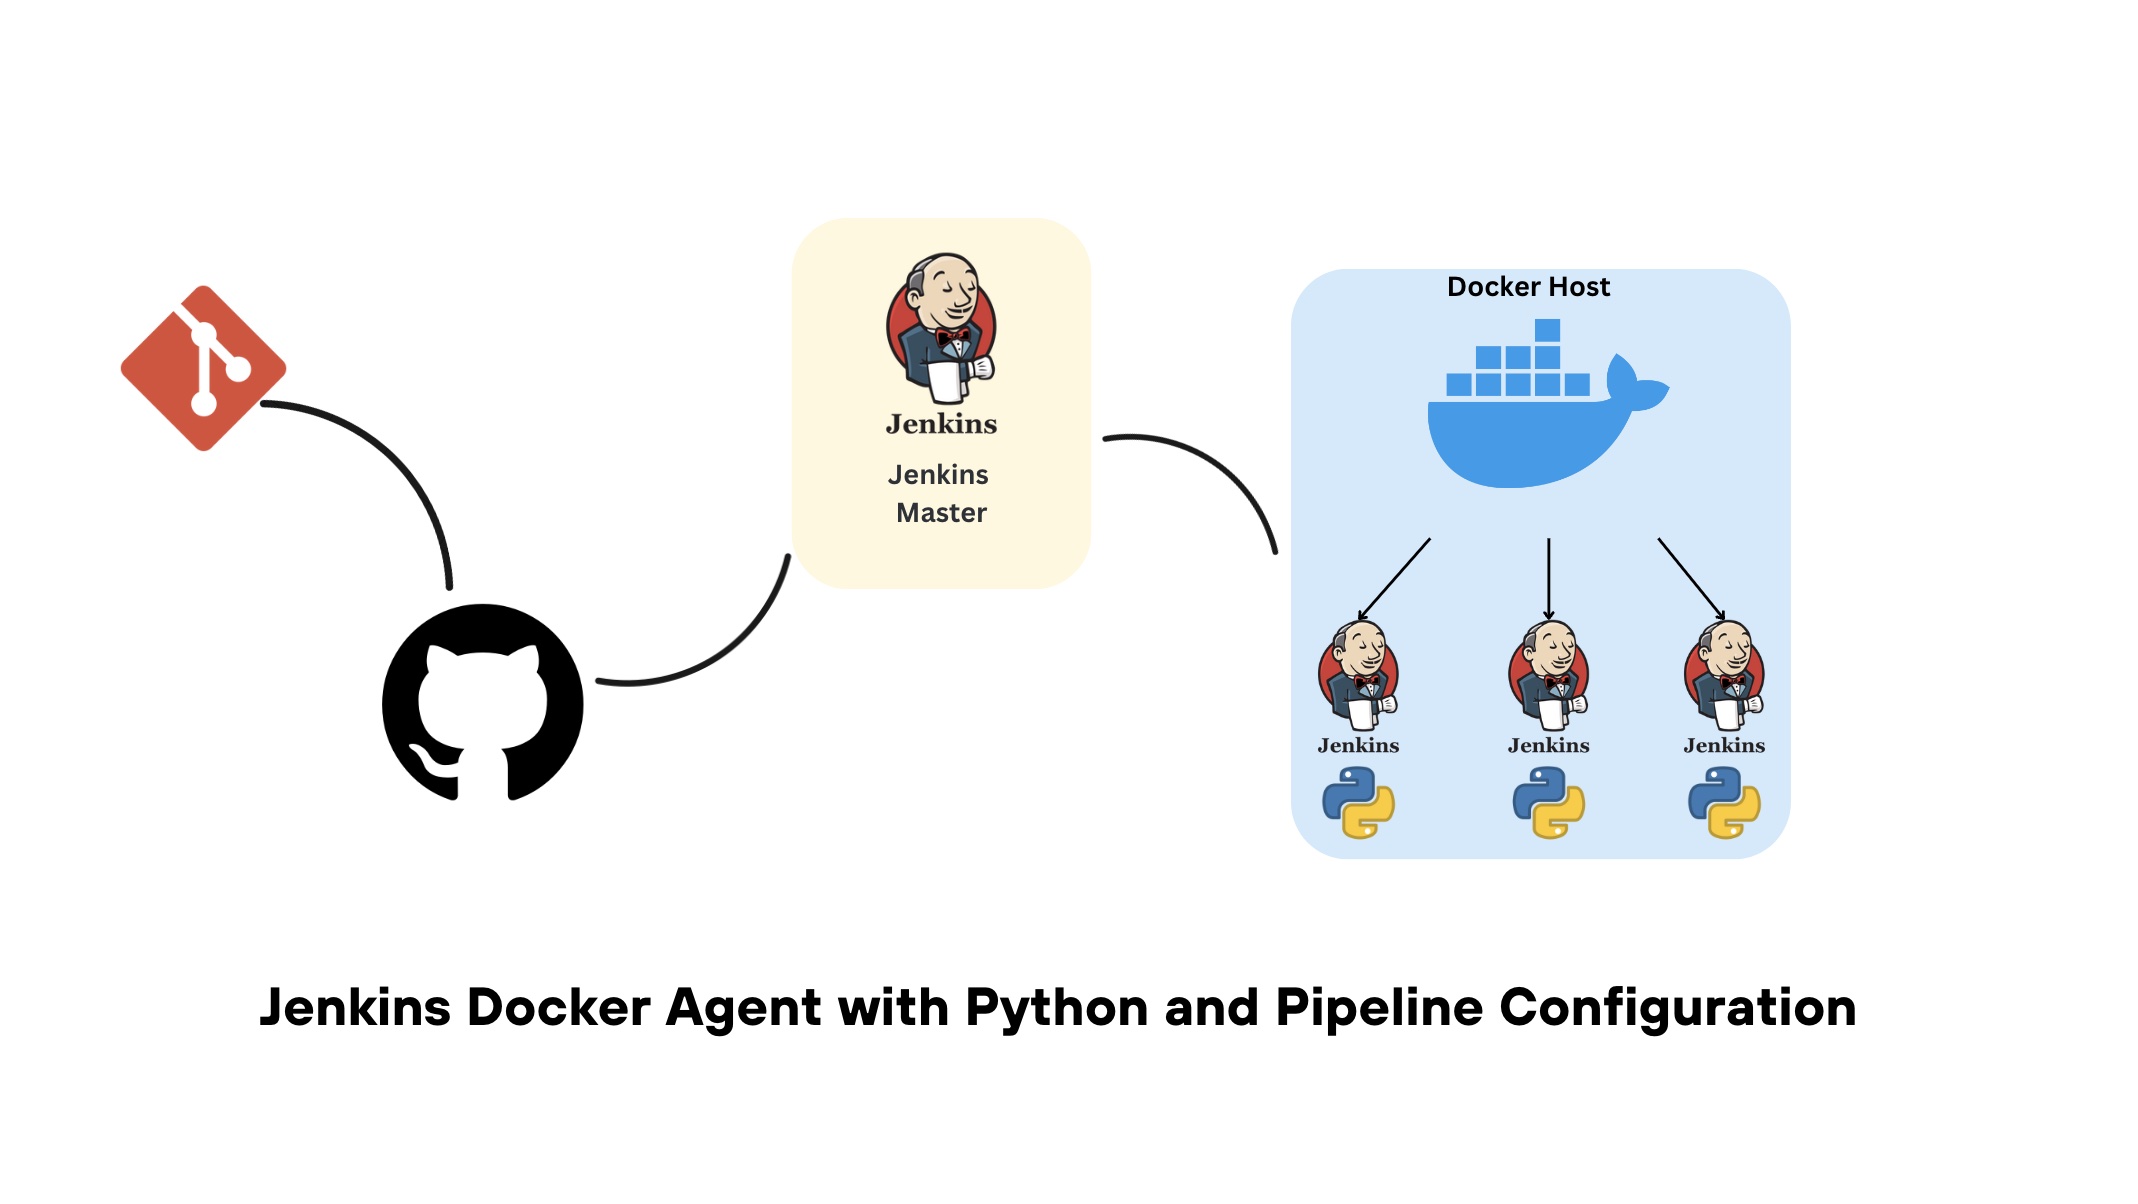 Jenkins
Jenkins
Master
Docker Host
Jenkins
Jenkins
Jenkins
Jenkins Docker Agent with Python and Pipeline Configuration